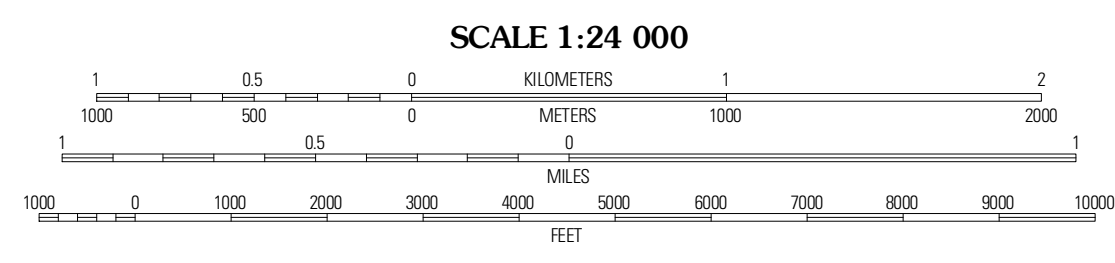 SCALE 1:24 000
1 0.5 0 KILOMETERS 1 2
1000 500 0 METERS 1000 2000
1 0.5 0 1
MILES
1000 0 1000 2000 3000 4000 5000 6000 7000 8000 9000 10000
FEET